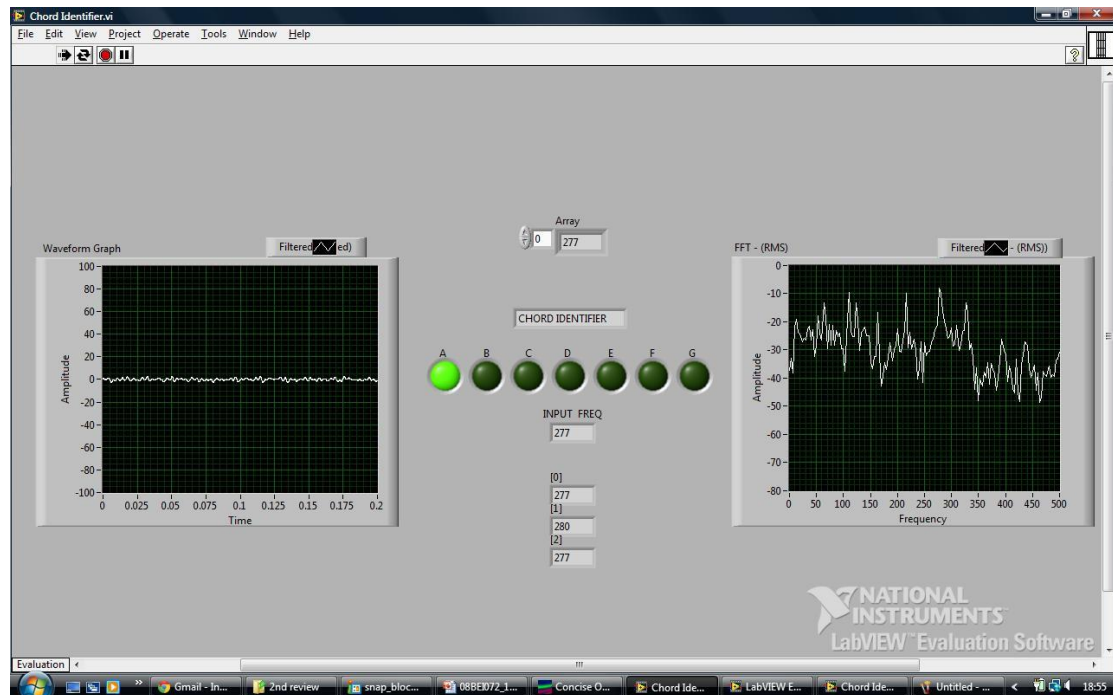 Chord Identifier.vi
File Edit View Project Operate Tools Window Help
Array
0 277
Waveform Graph
Filtered ed)
100
80
60
40
20
0
-20
-40
-60
-80
-100
Amplitude
0 0.025 0.05 0.075 0.1 0.125 0.15 0.175 0.2
Time
CHORD IDENTIFIER
A B C D E F G
INPUT FREQ
277
[0]
277
[1]
280
[2]
277
FFT - (RMS)
Filtered - (RMS))
0
-10
-20
-30
-40
-50
-60
-70
-80
Amplitude
0 50 100 150 200 250 300 350 400 450 500
Frequency
NATIONAL
INSTRUMENTS
LabVIEW Evaluation Software
Evaluation
Gmail - In... 2nd review snap_bloc... 08BEI072_1... Concise O... Chord Ide... LabVIEW E... Chord Ide... Untitled - ... 18:55